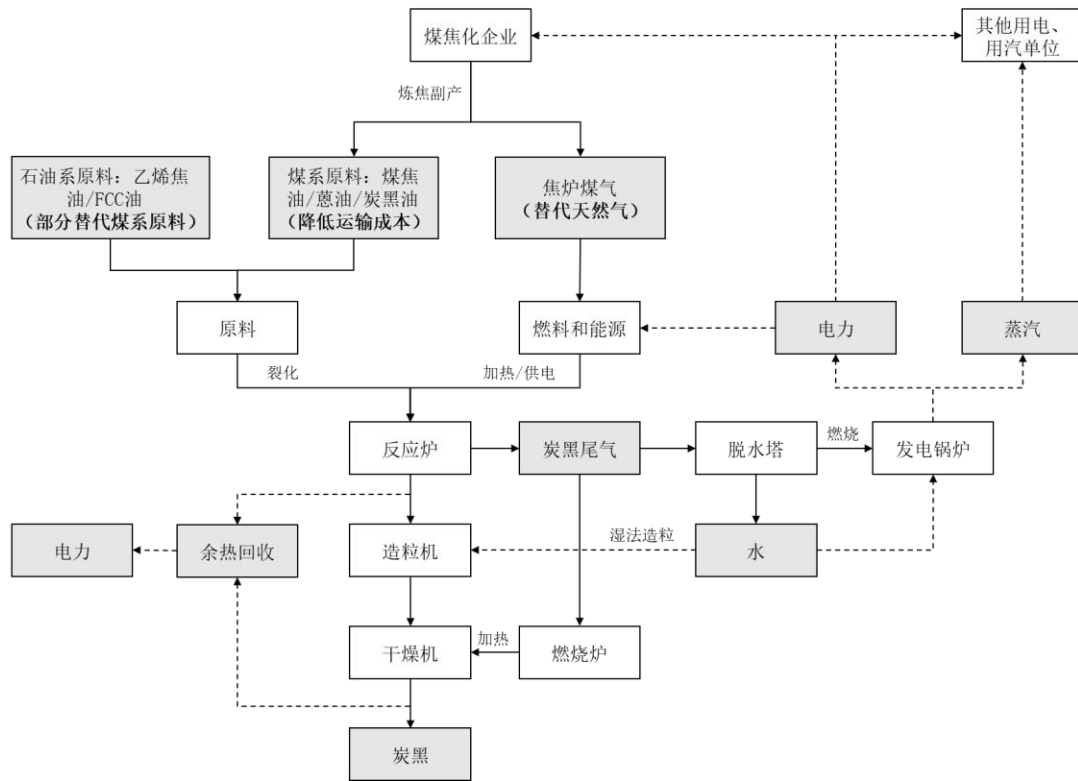 煤焦化企业
其他用电、
用汽单位
炼焦副产
石油系原料：乙烯焦
油/FCC油
（部分替代煤系原料）
煤系原料：煤焦
油/蒽油/炭黑油
（降低运输成本）
焦炉煤气
（替代天然气）
原料
燃料和能源
电力
蒸汽
裂化
加热/供电
反应炉
炭黑尾气
脱水塔
燃烧
发电锅炉
电力
余热回收
造粒机
湿法造粒
水
干燥机
加热
燃烧炉
炭黑